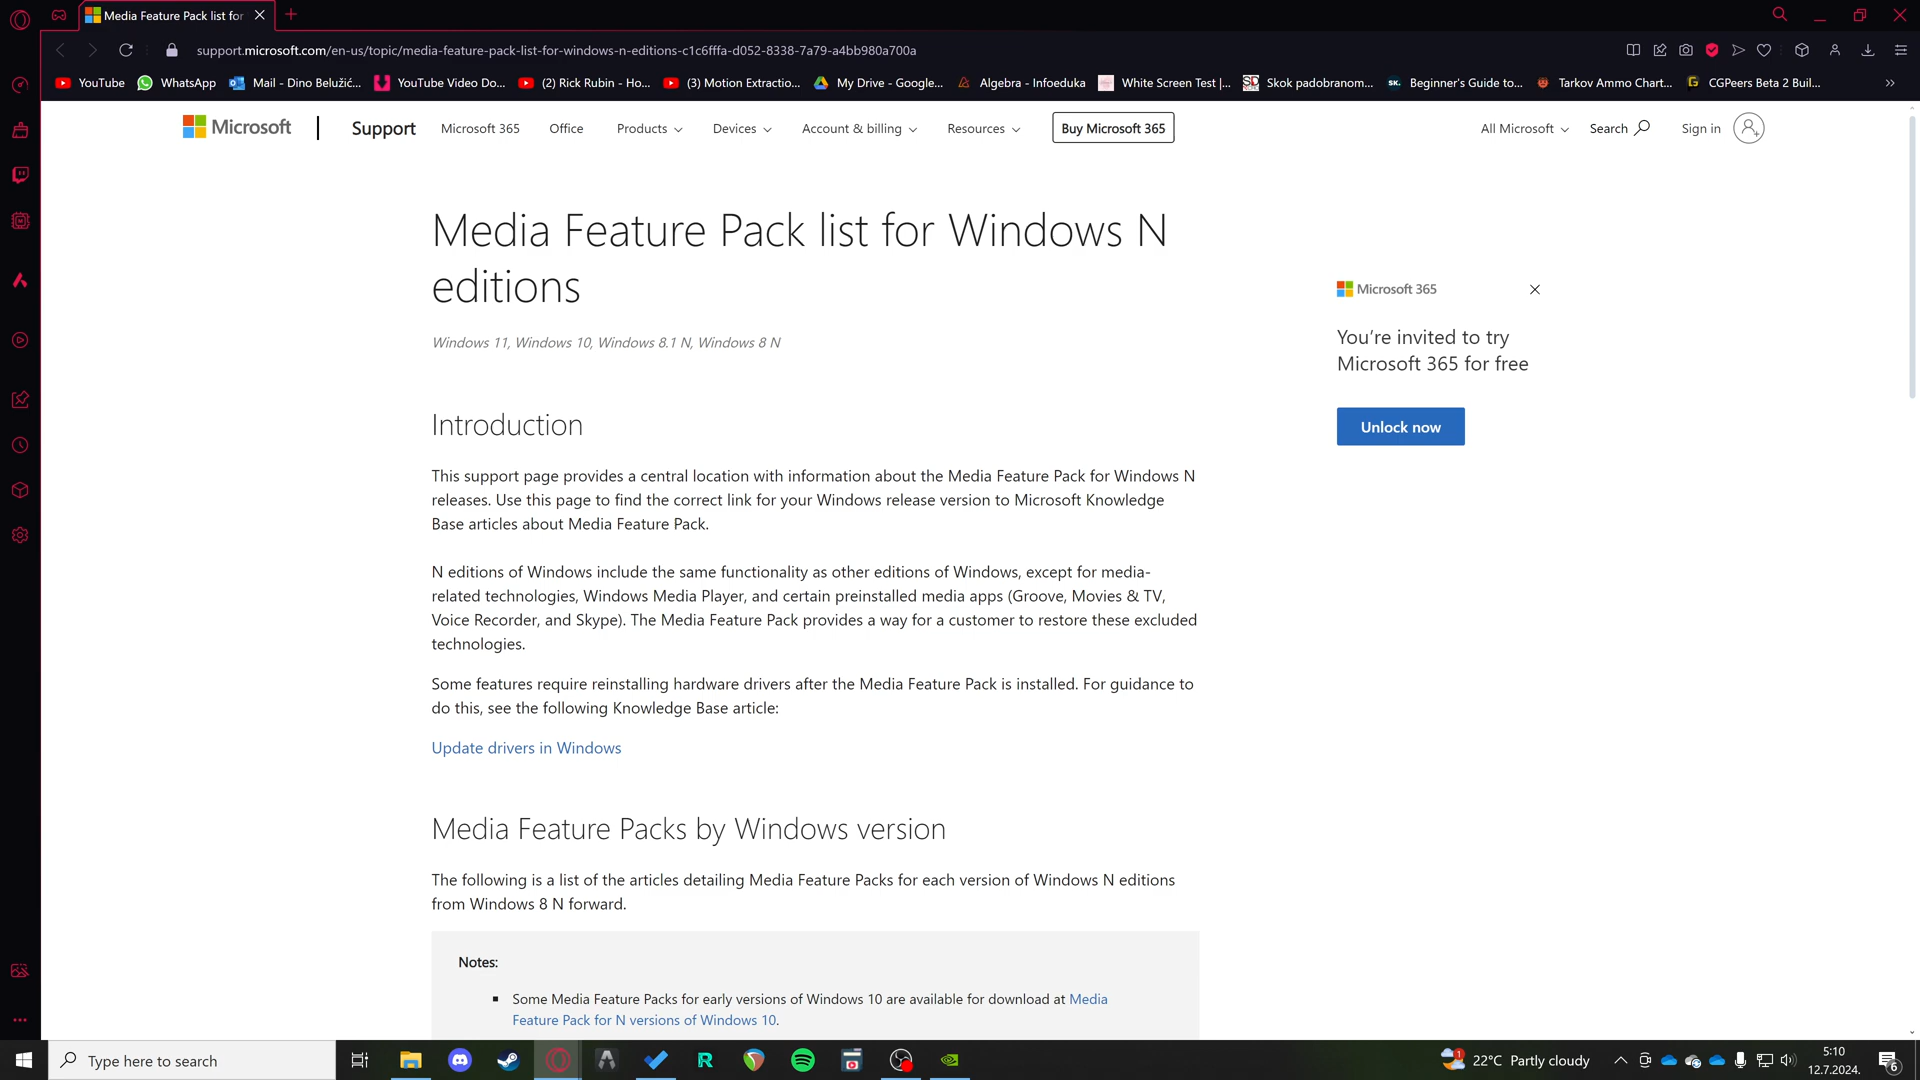 Media Feature Pack list for
support.microsoft.com/en-us/topic/media-feature-pack-list-for-windows-n-editions-c1c6fffa-d052-8338-7a79-a4bb980a700a
YouTube WhatsApp Mail - Dino Belužić... YouTube Video Do... (2) Rick Rubin - Ho... (3) Motion Extractio... My Drive - Google... Algebra - Infoeduka White Screen Test |... Skok padobranom... Beginner's Guide to... Tarkov Ammo Chart... CGPeers Beta 2 Buil... »
Microsoft Support Microsoft 365 Office Products Devices Account & billing Resources Buy Microsoft 365 All Microsoft Search Sign in
Media Feature Pack list for Windows N
editions
Windows 11, Windows 10, Windows 8.1 N, Windows 8 N
Microsoft 365
You're invited to try
Microsoft 365 for free
Unlock now
Introduction
This support page provides a central location with information about the Media Feature Pack for Windows N
releases. Use this page to find the correct link for your Windows release version to Microsoft Knowledge
Base articles about Media Feature Pack.
N editions of Windows include the same functionality as other editions of Windows, except for media-
related technologies, Windows Media Player, and certain preinstalled media apps (Groove, Movies & TV,
Voice Recorder, and Skype). The Media Feature Pack provides a way for a customer to restore these excluded
technologies.
Some features require reinstalling hardware drivers after the Media Feature Pack is installed. For guidance to
do this, see the following Knowledge Base article:
Update drivers in Windows
Media Feature Packs by Windows version
The following is a list of the articles detailing Media Feature Packs for each version of Windows N editions
from Windows 8 N forward.
Notes:
▪ Some Media Feature Packs for early versions of Windows 10 are available for download at Media
Feature Pack for N versions of Windows 10.
Type here to search
1 22°C Partly cloudy
5:10
12.7.2024.
6